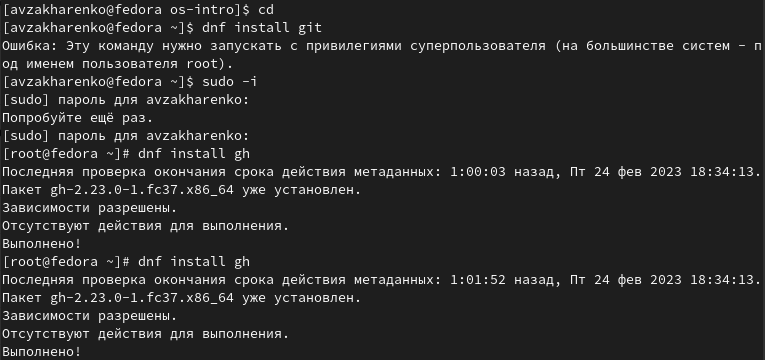 [avzakharenko@fedora os-intro]$ cd
[avzakharenko@fedora ~]$ dnf install git
Ошибка: Эту команду нужно запускать с привилегиями суперпользователя (на большинстве систем - п
од именем пользователя root).
[avzakharenko@fedora ~]$ sudo -i
[sudo] пароль для avzakharenko:
Попробуйте ещё раз.
[sudo] пароль для avzakharenko:
[root@fedora ~]# dnf install gh
Последняя проверка окончания срока действия метаданных: 1:00:03 назад, Пт 24 фев 2023 18:34:13.
Пакет gh-2.23.0-1.fc37.x86_64 уже установлен.
Зависимости разрешены.
Отсутствуют действия для выполнения.
Выполнено!
[root@fedora ~]# dnf install gh
Последняя проверка окончания срока действия метаданных: 1:01:52 назад, Пт 24 фев 2023 18:34:13.
Пакет gh-2.23.0-1.fc37.x86_64 уже установлен.
Зависимости разрешены.
Отсутствуют действия для выполнения.
Выполнено!